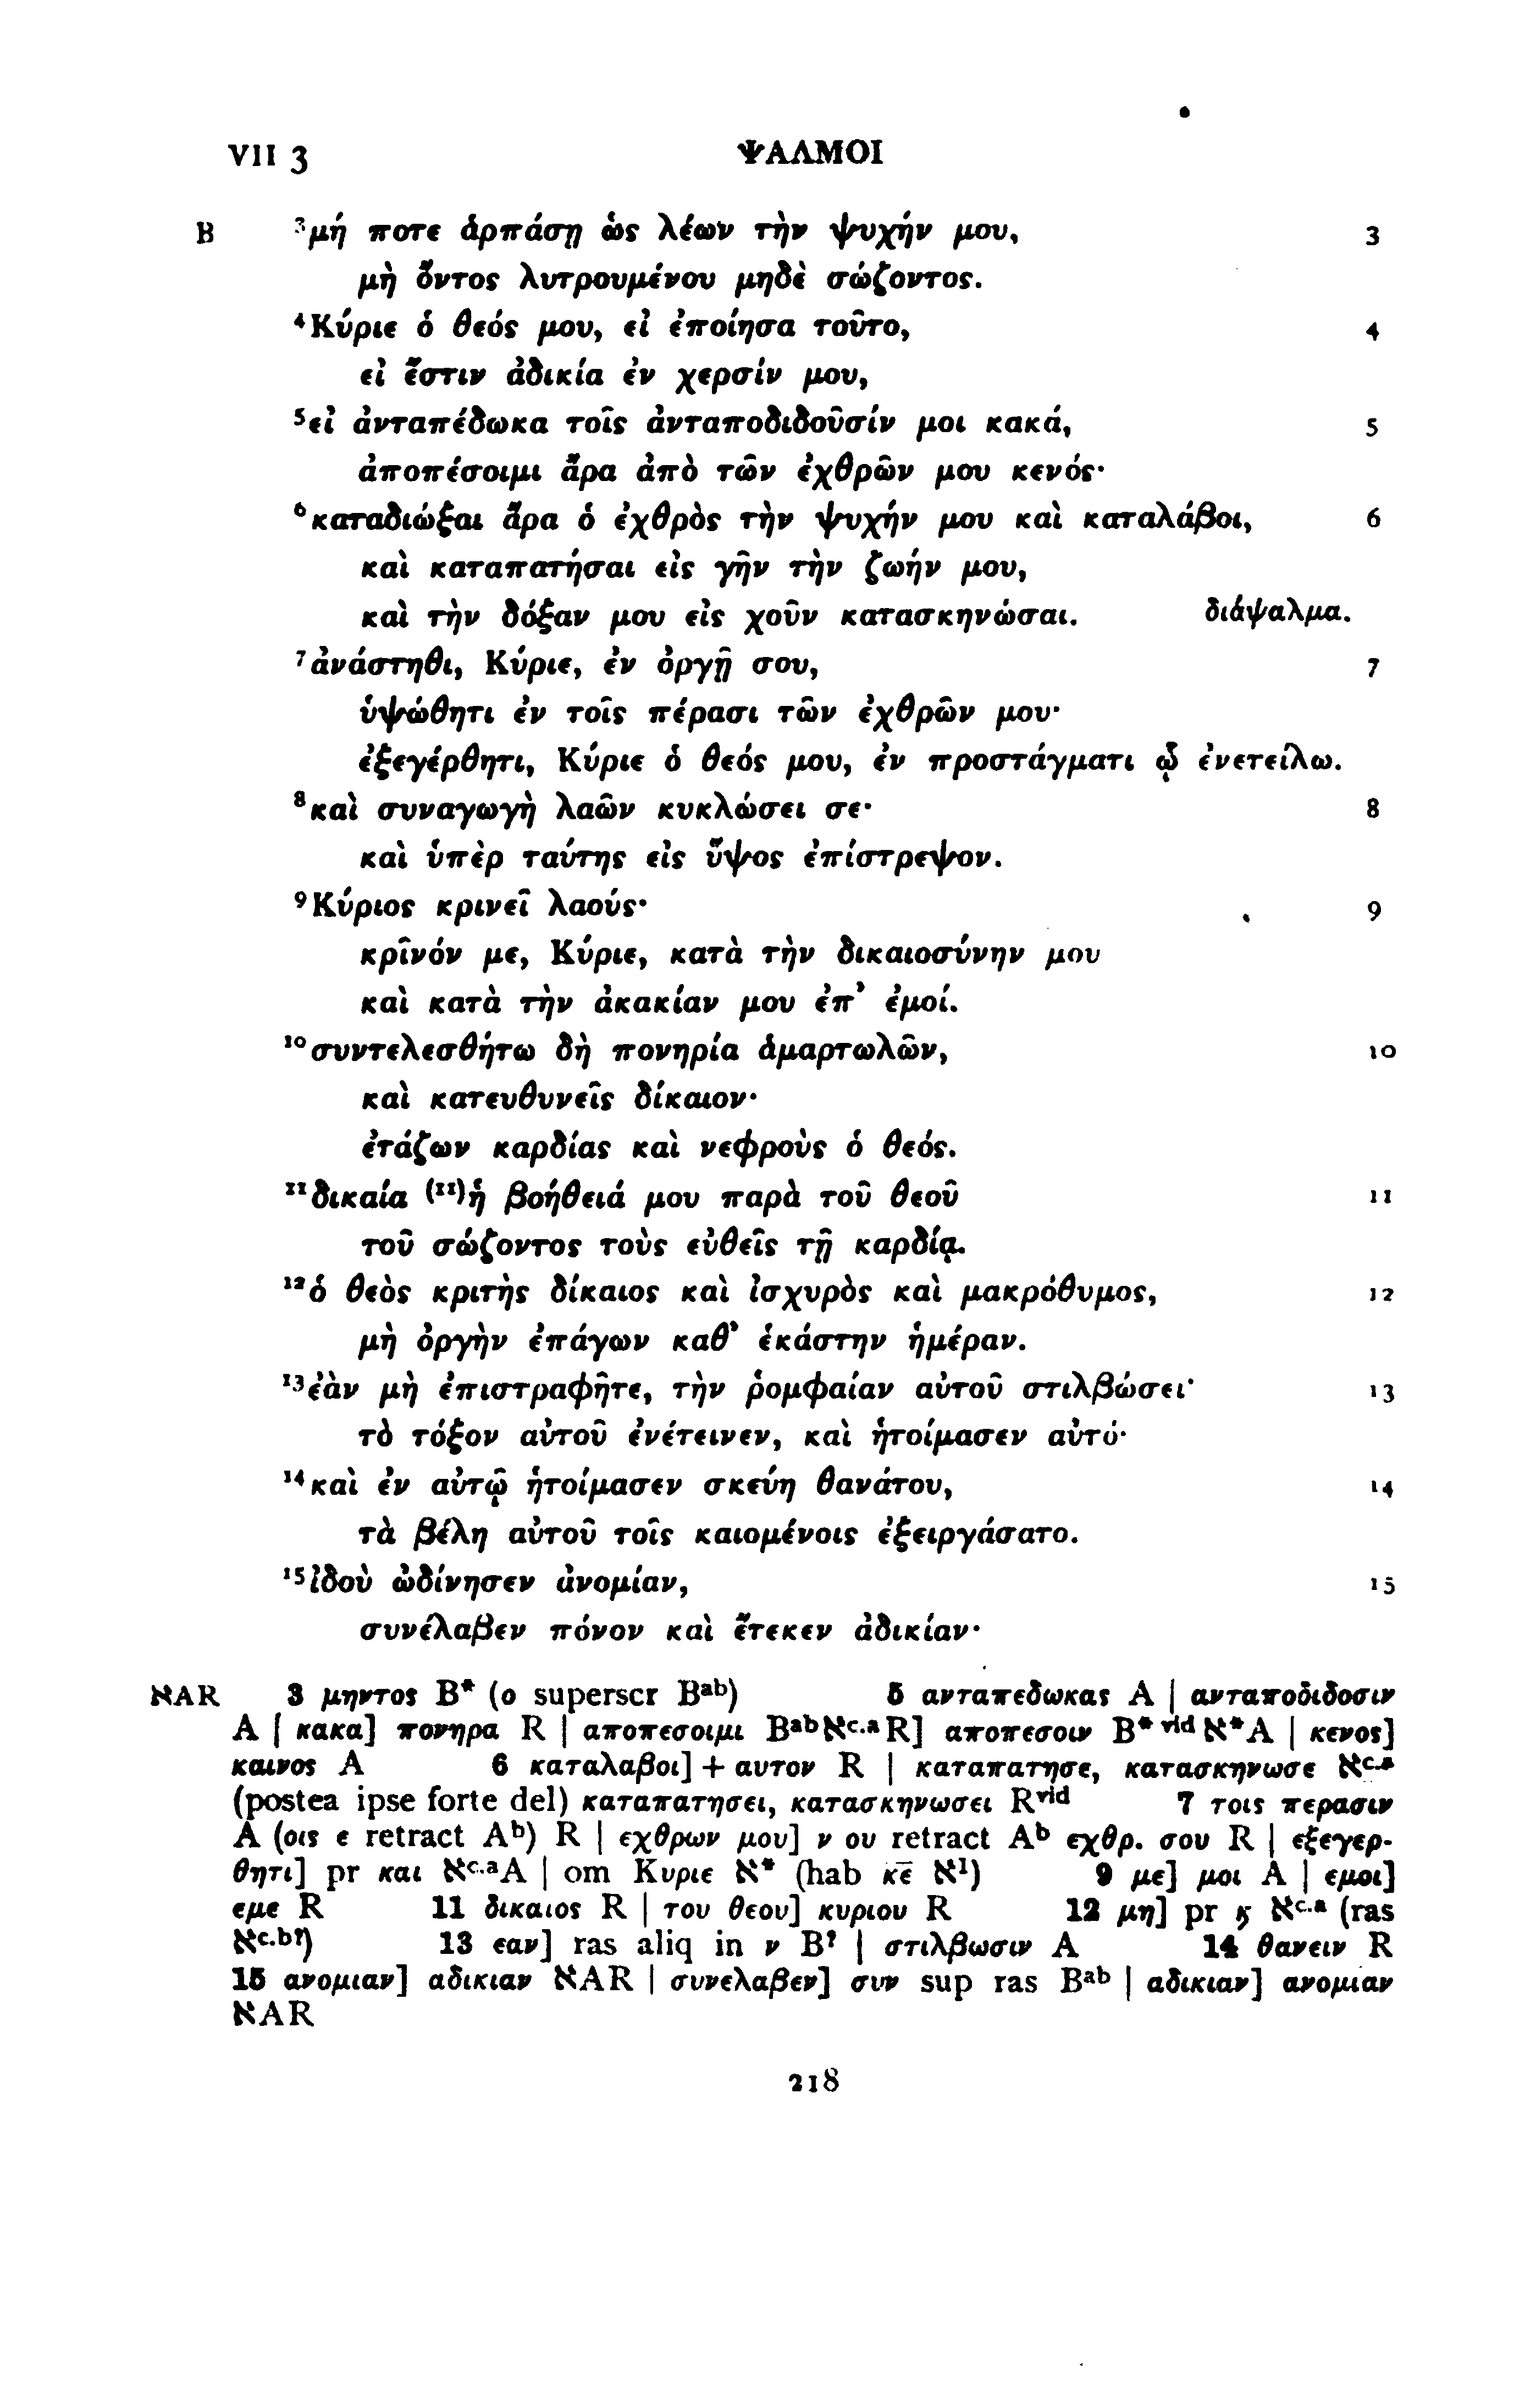 VII 3 ΨΑΛΜΟΙ
B ³μή ποτε ἁρπάσῃ ὡς λέων τὴν ψυχήν μου, 3
μὴ ὄντος λυτρουμένου μηδὲ σώζοντος.
⁴Κύριε ὁ θεός μου, εἰ ἐποίησα τοῦτο, 4
εἰ ἔστιν ἀδικία ἐν χερσίν μου,
⁵εἰ ἀνταπέδωκα τοῖς ἀνταποδιδοῦσίν μοι κακά, 5
ἀποπέσοιμι ἄρα ἀπὸ τῶν ἐχθρῶν μου κενός·
⁶καταδιώξαι ἄρα ὁ ἐχθρὸς τὴν ψυχήν μου καὶ καταλάβοι, 6
καὶ καταπατήσαι εἰς γῆν τὴν ζωήν μου,
καὶ τὴν δόξαν μου εἰς χοῦν κατασκηνώσαι. διάψαλμα.
⁷ἀνάστηθι, Κύριε, ἐν ὀργῇ σου, 7
ὑψώθητι ἐν τοῖς πέρασι τῶν ἐχθρῶν μου·
ἐξεγέρθητι, Κύριε ὁ θεός μου, ἐν προστάγματι ᾧ ἐνετείλω.
⁸καὶ συναγωγὴ λαῶν κυκλώσει σε· 8
καὶ ὑπὲρ ταύτης εἰς ὕψος ἐπίστρεψον.
⁹Κύριος κρινεῖ λαούς· 9
κρῖνόν με, Κύριε, κατὰ τὴν δικαιοσύνην μου
καὶ κατὰ τὴν ἀκακίαν μου ἐπ᾽ ἐμοί.
¹⁰συντελεσθήτω δὴ πονηρία ἁμαρτωλῶν, 10
καὶ κατευθυνεῖς δίκαιον·
ἐτάζων καρδίας καὶ νεφροὺς ὁ θεός.
¹¹δικαία ⁽¹¹⁾ἡ βοήθειά μου παρὰ τοῦ θεοῦ 11
τοῦ σώζοντος τοὺς εὐθεῖς τῇ καρδίᾳ.
¹²ὁ θεὸς κριτὴς δίκαιος καὶ ἰσχυρὸς καὶ μακρόθυμος, 12
μὴ ὀργὴν ἐπάγων καθ᾽ ἑκάστην ἡμέραν.
¹³ἐὰν μὴ ἐπιστραφῆτε, τὴν ῥομφαίαν αὐτοῦ στιλβώσει· 13
τὸ τόξον αὐτοῦ ἐνέτεινεν, καὶ ἡτοίμασεν αὐτό·
¹⁴καὶ ἐν αὐτῷ ἡτοίμασεν σκεύη θανάτου, 14
τὰ βέλη αὐτοῦ τοῖς καιομένοις ἐξειργάσατο.
¹⁵ἰδοὺ ὠδίνησεν ἀνομίαν, 15
συνέλαβεν πόνον καὶ ἔτεκεν ἀδικίαν·
ℵAR 3 μηντος B* (ο superscr Bᵃᵇ) 5 ανταπεδωκας A | ανταποδιδοσιν
A | κακα] πονηρα R | αποπεσοιμι Bᵃᵇℵᶜ·ᵃR] αποπεσοιν B*ᵛⁱᵈℵ*A | κενος]
καινος A 6 καταλαβοι] + αυτον R | καταπατησε, κατασκηνωσε ℵᶜ·ᵃ
(postea ipse forte del) καταπατησει, κατασκηνωσει Rᵛⁱᵈ 7 τοις περασιν
A (οις ε retract Aᵇ) R | εχθρων μου] ν ου retract Aᵇ εχθρ. σου R | εξεγερ-
θητι] pr και ℵᶜ·ᵃA | om Κυριε ℵ* (hab κ̅ε̅ ℵ¹) 9 με] μοι A | εμοι]
εμε R 11 δικαιος R | του θεου] κυριου R 12 μη] pr ϗ ℵᶜ·ᵃ (ras
ℵᶜ·ᵇ?) 13 εαν] ras aliq in ν B? | στιλβωσιν A 14 θανειν R
15 ανομιαν] αδικιαν ℵAR | συνελαβεν] συν sup ras Bᵃᵇ | αδικιαν] ανομιαν
ℵAR
218